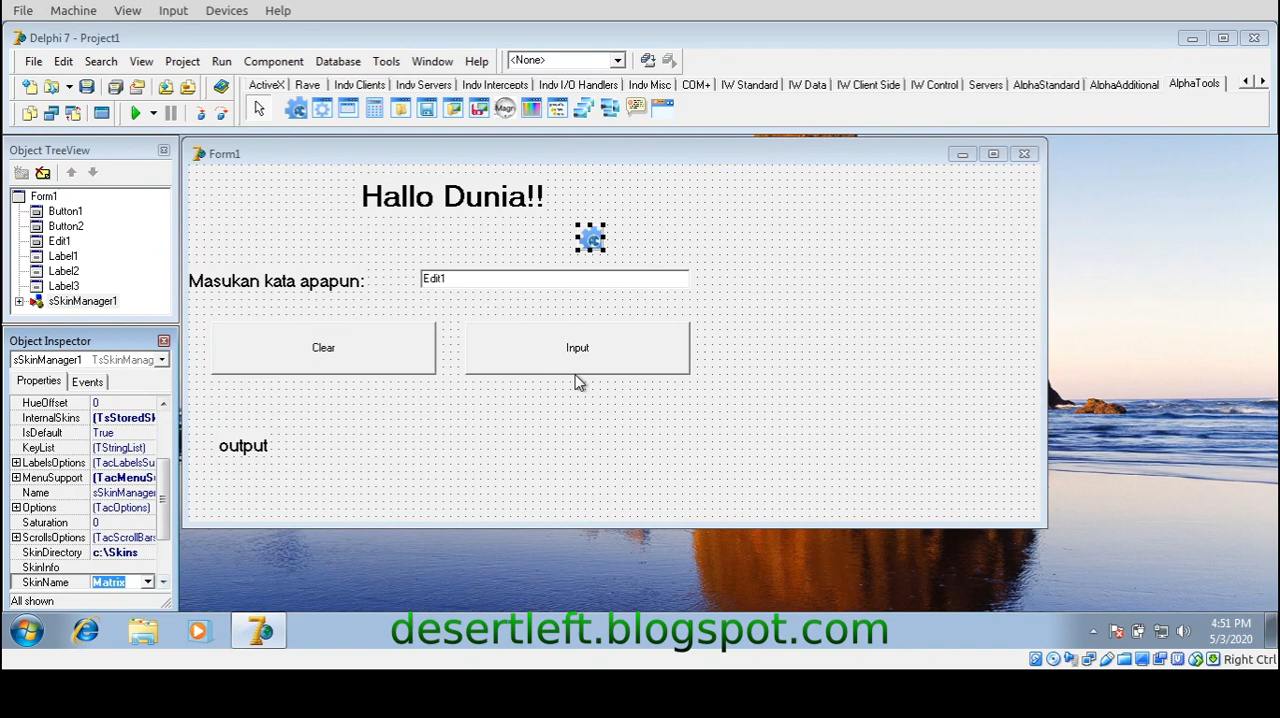 File Machine View Input Devices Help
Delphi 7 - Project1
File Edit Search View Project Run Component Database Tools Window Help <None>
ActiveX Rave Indy Clients Indy Servers Indy Intercepts Indy I/O Handlers Indy Misc COM+ IW Standard IW Data IW Client Side IW Control Servers AlphaStandard AlphaAdditional AlphaTools
Magn
Object TreeView
Form1
Button1
Button2
Edit1
Label1
Label2
Label3
sSkinManager1
Object Inspector
sSkinManager1 TsSkinManag
Properties Events
HueOffset 0
InternalSkins (TsStoredSk
IsDefault True
KeyList (TStringList)
LabelsOptions (TacLabelsSu
MenuSupport (TacMenuSu
Name sSkinManager
Options (TacOptions)
Saturation 0
ScrollsOptions (TacScrollBars
SkinDirectory c:\Skins
SkinInfo
SkinName Matrix
All shown
Form1
Hallo Dunia!!
Masukan kata apapun: Edit1
Clear Input
output
desertleft.blogspot.com
4:51 PM
5/3/2020
Right Ctrl